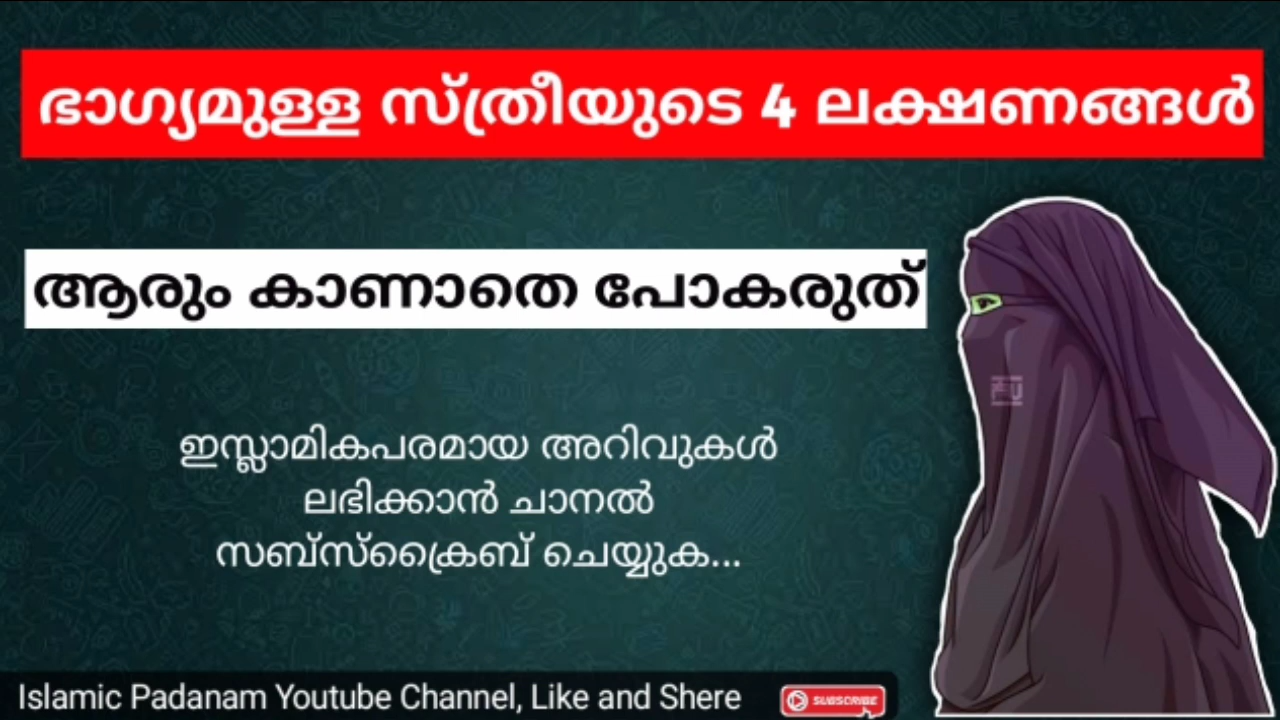 ഭാഗ്യമുള്ള സ്ത്രീയുടെ 4 ലക്ഷണങ്ങൾ
ആരും കാണാതെ പോകരുത്
ഇസ്ലാമികപരമായ അറിവുകൾ
ലഭിക്കാൻ ചാനൽ
സബ്സ്ക്രൈബ് ചെയ്യുക...
Islamic Padanam Youtube Channel, Like and Shere
SUBSCRIBE